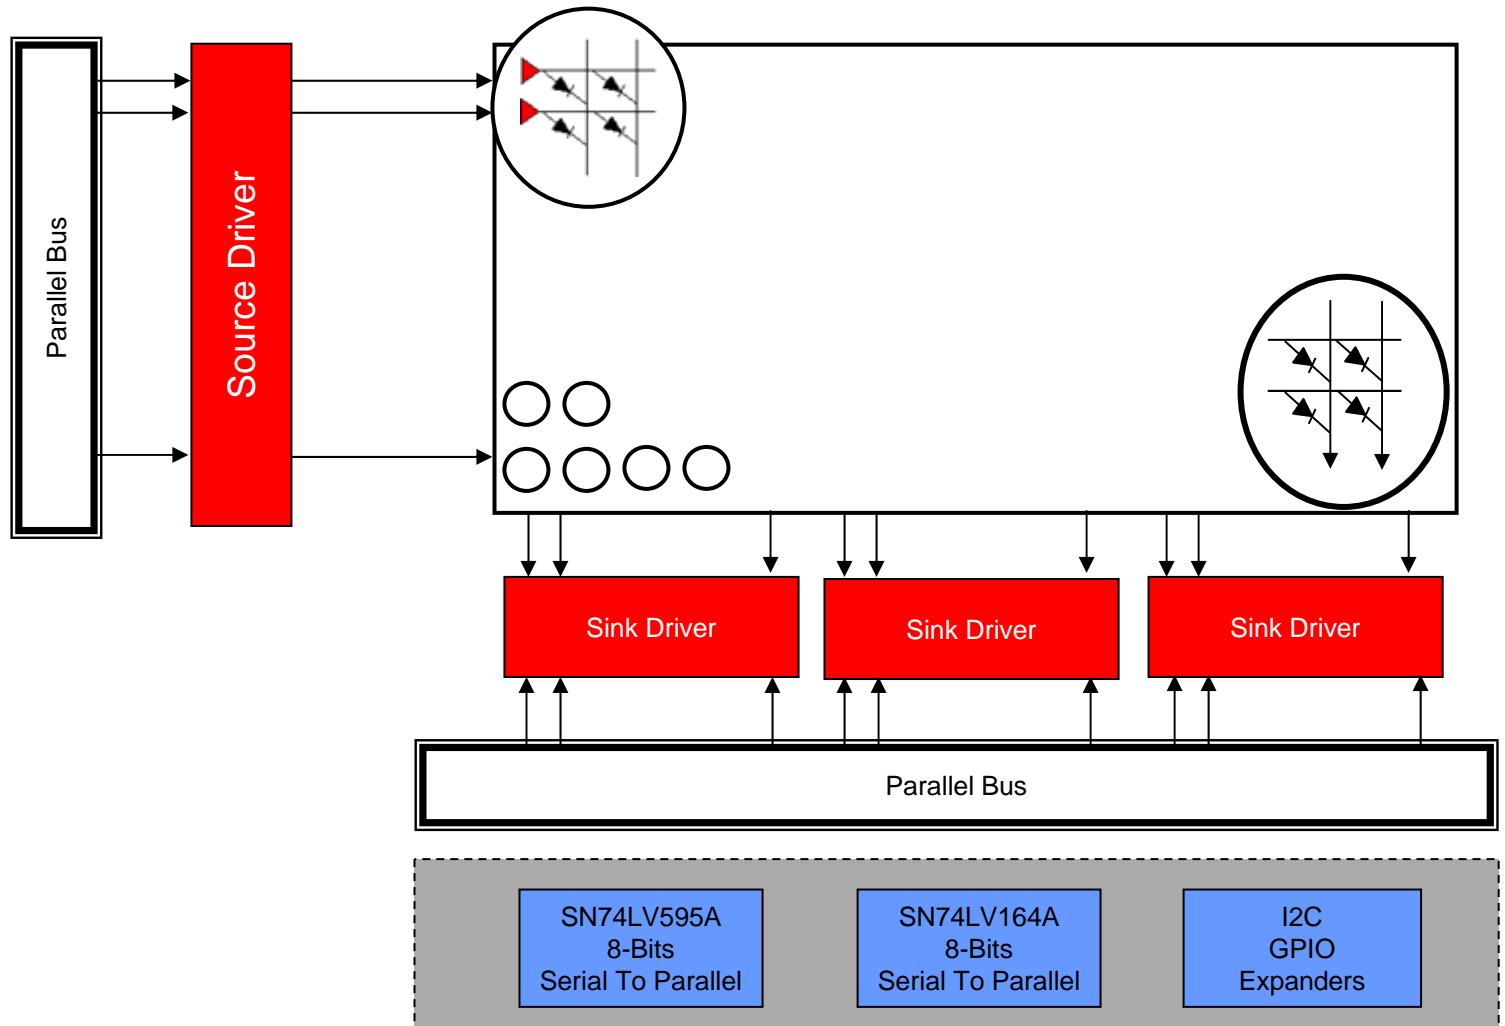 Parallel Bus
Source Driver
Sink Driver
Sink Driver
Sink Driver
Parallel Bus
SN74LV595A
8-Bits
Serial To Parallel
SN74LV164A
8-Bits
Serial To Parallel
I2C
GPIO
Expanders